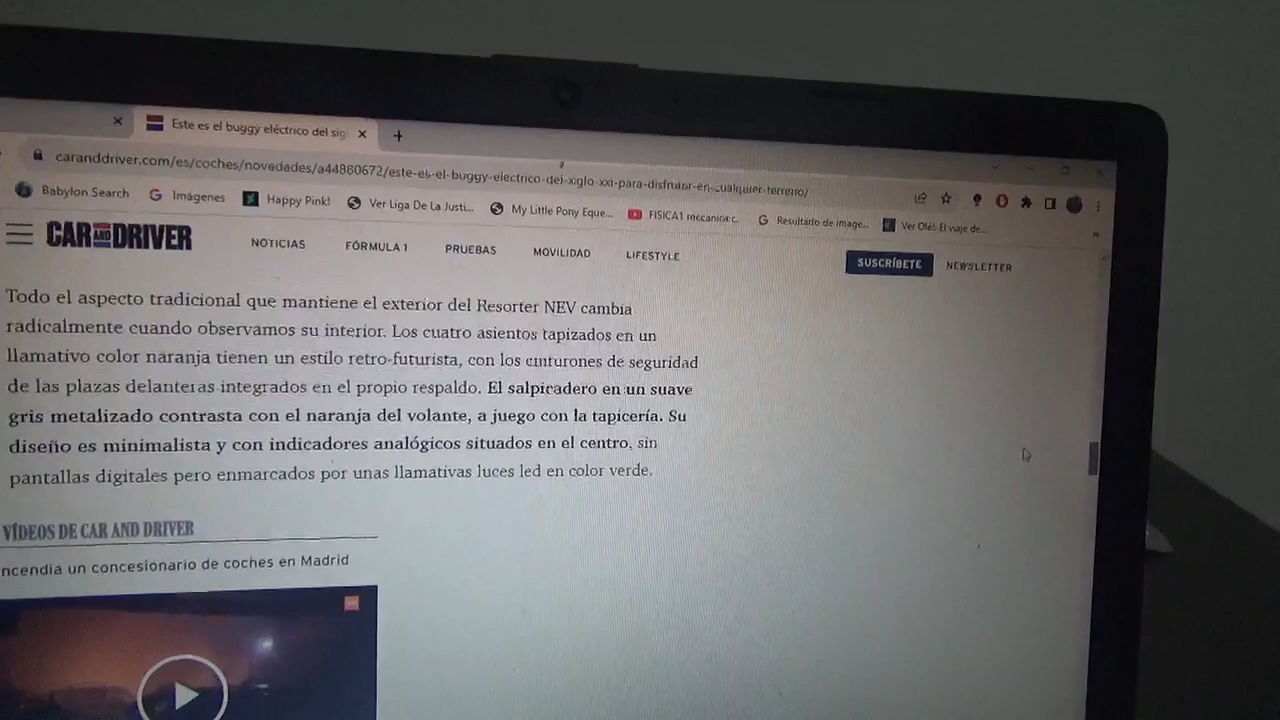 Este es el buggy eléctrico del sig
caranddriver.com/es/coches/novedades/a44860672/este-es-el-buggy-electrico-del-siglo-xxi-para-disfrutar-en-cualquier-terreno/
Babylon Search Imágenes Happy Pink! Ver Liga De La Justi... My Little Pony Eque... FISICA1 mecanica c... Resultado de image... Ver Olé!: El viaje de... »
CAR AND DRIVER NOTICIAS FÓRMULA 1 PRUEBAS MOVILIDAD LIFESTYLE SUSCRÍBETE NEWSLETTER
Todo el aspecto tradicional que mantiene el exterior del Resorter NEV cambia
radicalmente cuando observamos su interior. Los cuatro asientos tapizados en un
llamativo color naranja tienen un estilo retro-futurista, con los cinturones de seguridad
de las plazas delanteras integrados en el propio respaldo. El salpicadero en un suave
gris metalizado contrasta con el naranja del volante, a juego con la tapicería. Su
diseño es minimalista y con indicadores analógicos situados en el centro, sin
pantallas digitales pero enmarcados por unas llamativas luces led en color verde.
VÍDEOS DE CAR AND DRIVER
ncendia un concesionario de coches en Madrid